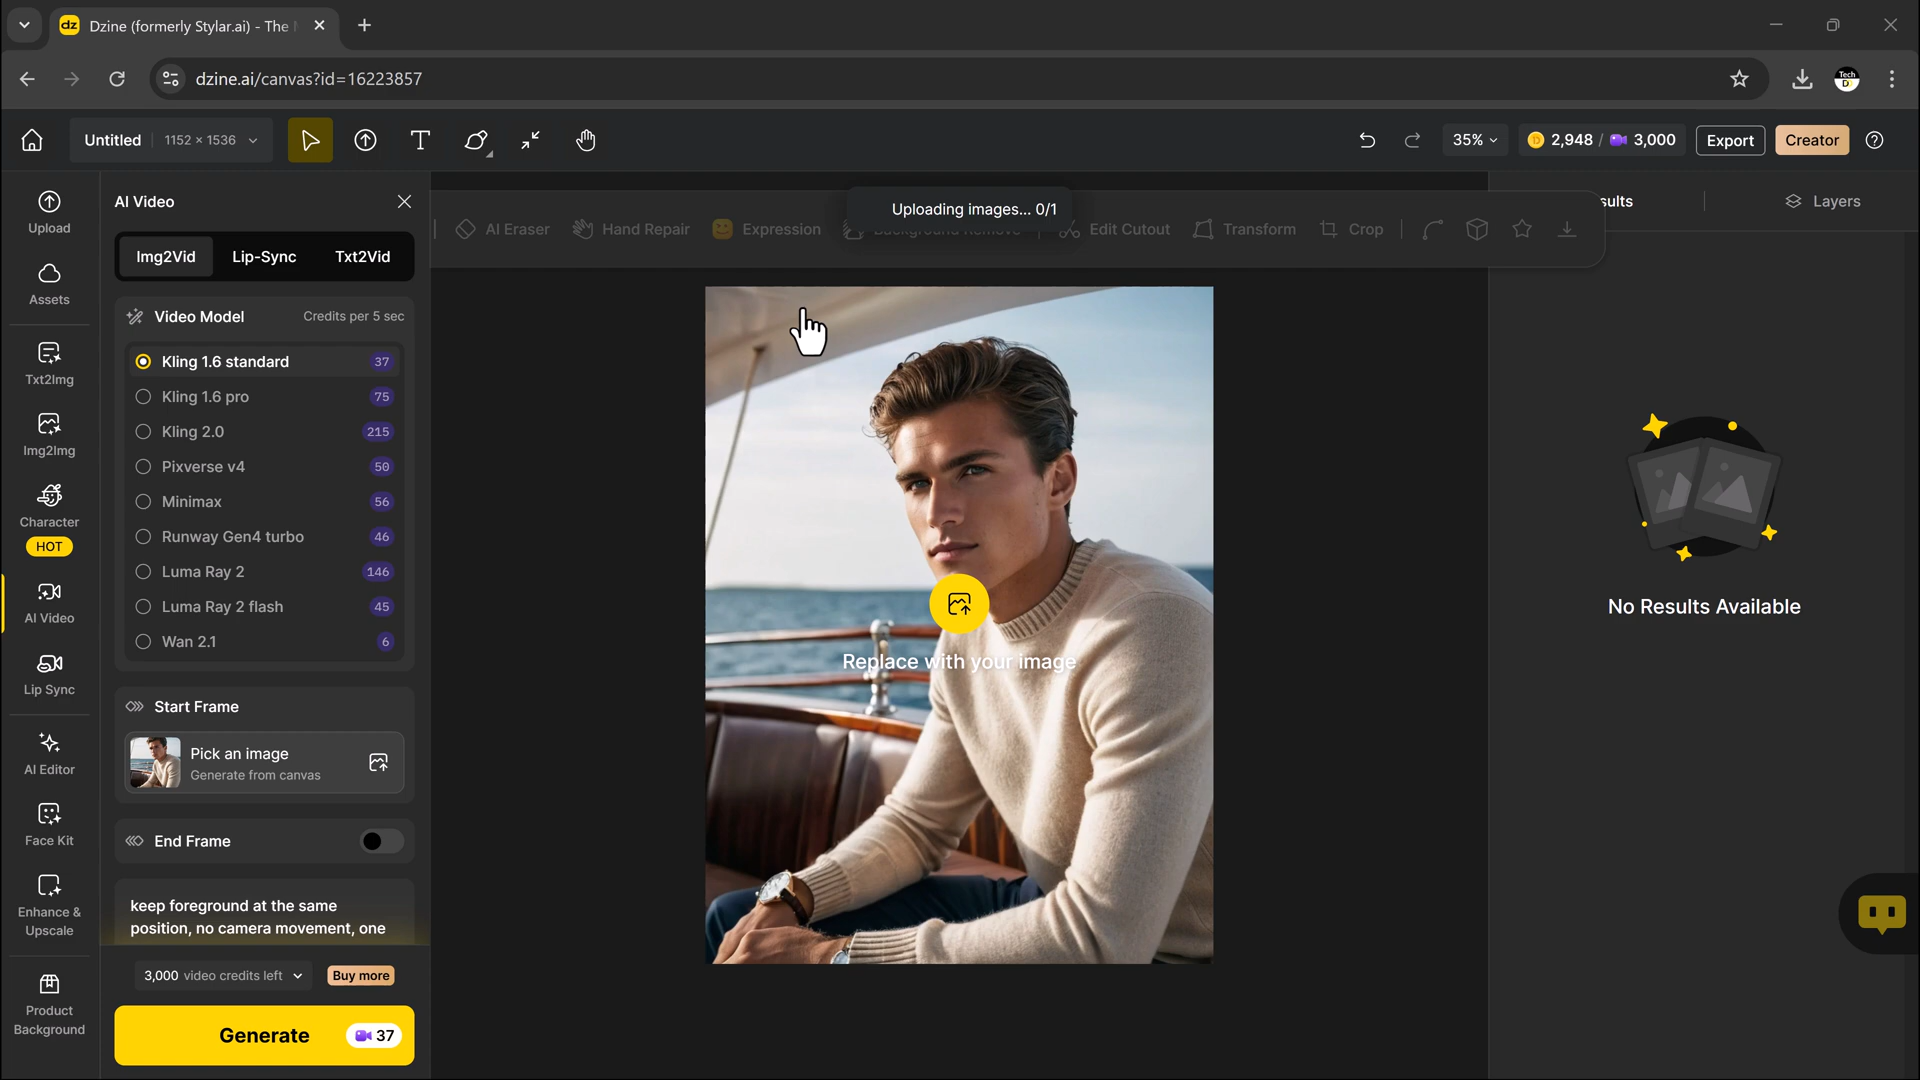 dz Dzine (formerly Stylar.ai) - The
dzine.ai/canvas?id=16223857
Tech
D
Untitled 1152 × 1536
T
35%
2,948 / 3,000
Export
Creator
Upload
Assets
Txt2Img
Img2Img
Character
HOT
AI Video
Lip Sync
AI Editor
Face Kit
Enhance &
Upscale
Product
Background
AI Video
Img2Vid Lip-Sync Txt2Vid
Video Model Credits per 5 sec
Kling 1.6 standard 37
Kling 1.6 pro 75
Kling 2.0 215
Pixverse v4 50
Minimax 56
Runway Gen4 turbo 46
Luma Ray 2 146
Luma Ray 2 flash 45
Wan 2.1 6
Start Frame
Pick an image
Generate from canvas
End Frame
keep foreground at the same
position, no camera movement, one
3,000 video credits left Buy more
Generate 37
Uploading images... 0/1
AI Eraser Hand Repair Expression Background Remove Edit Cutout Transform Crop
Replace with your image
sults Layers
No Results Available